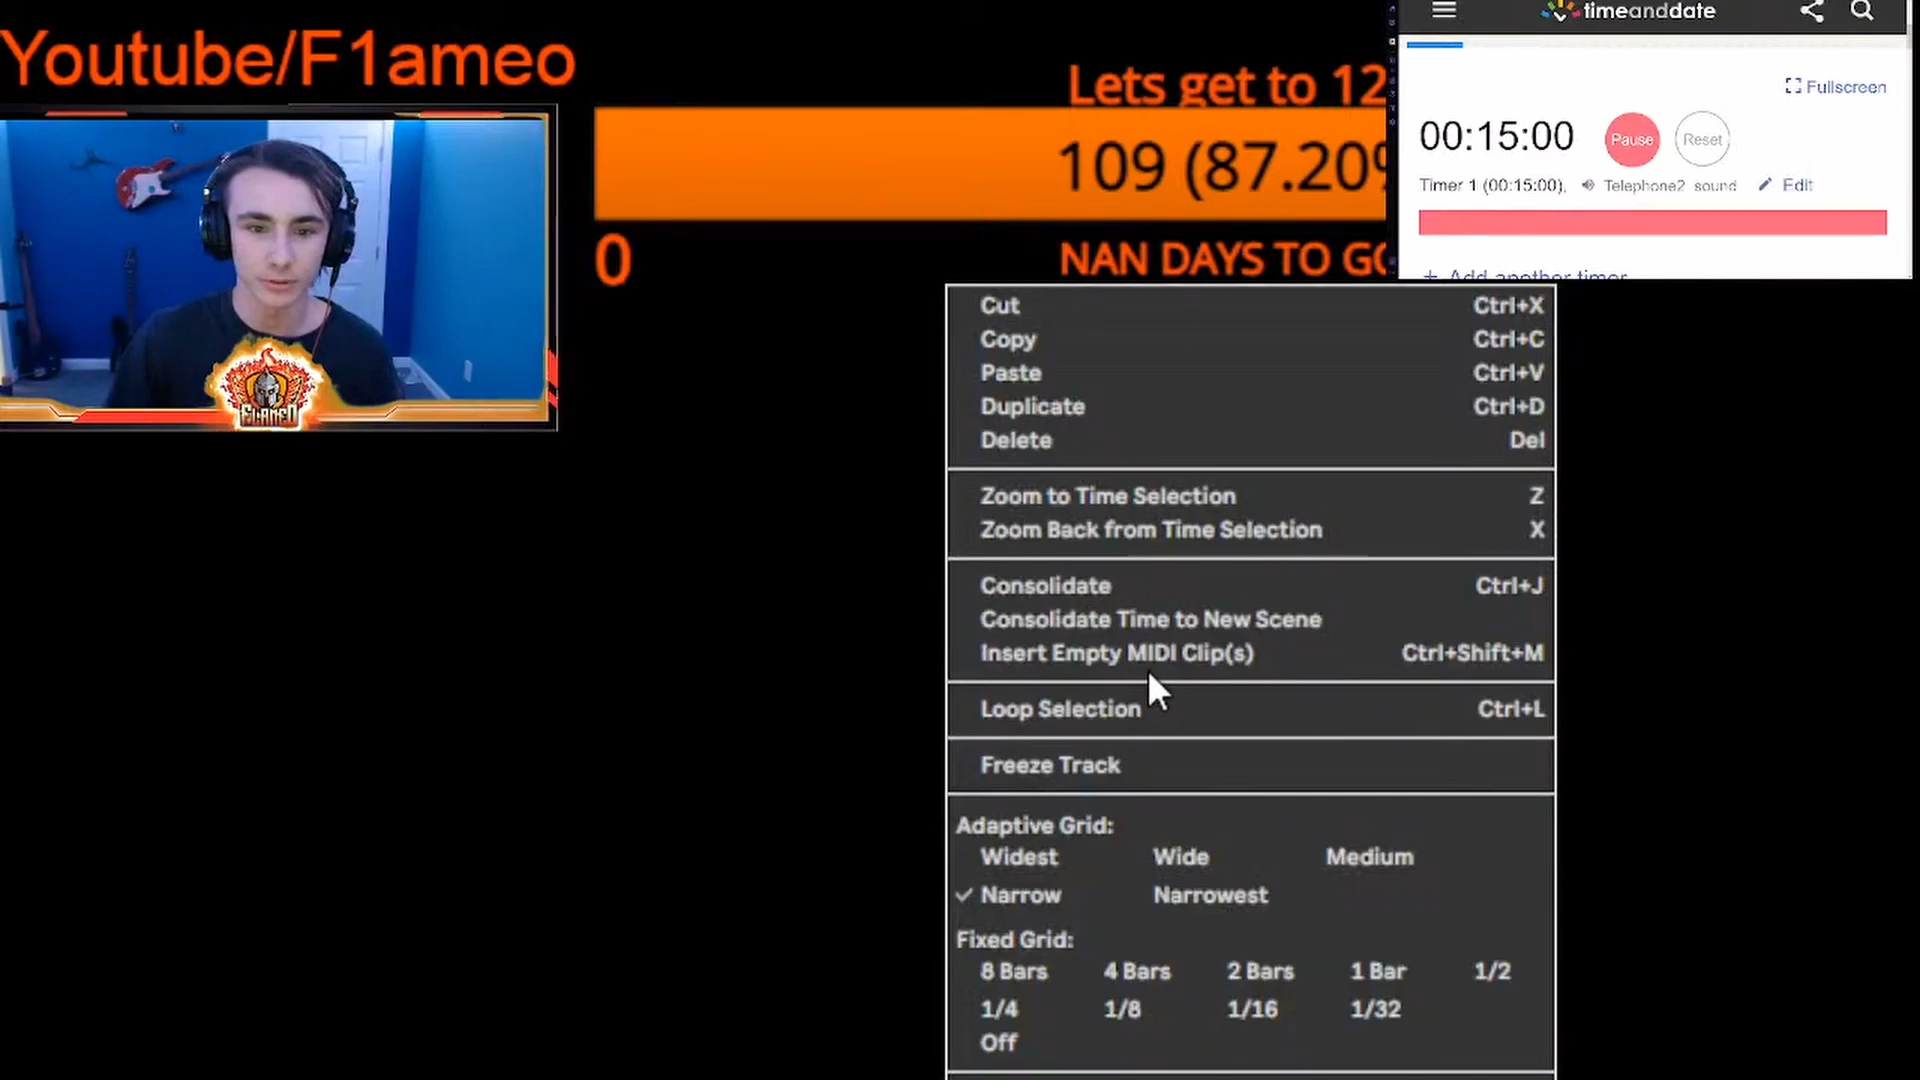 Youtube/F1ameo
Lets get to 12
109 (87.20%
0
NAN DAYS TO GO
timeanddate
Fullscreen
00:15:00
Pause
Reset
Timer 1 (00:15:00),
Telephone2 sound
Edit
+ Add another timer
Cut Ctrl+X
Copy Ctrl+C
Paste Ctrl+V
Duplicate Ctrl+D
Delete Del
Zoom to Time Selection Z
Zoom Back from Time Selection X
Consolidate Ctrl+J
Consolidate Time to New Scene
Insert Empty MIDI Clip(s) Ctrl+Shift+M
Loop Selection Ctrl+L
Freeze Track
Adaptive Grid:
Widest Wide Medium
✓ Narrow Narrowest
Fixed Grid:
8 Bars 4 Bars 2 Bars 1 Bar 1/2
1/4 1/8 1/16 1/32
Off